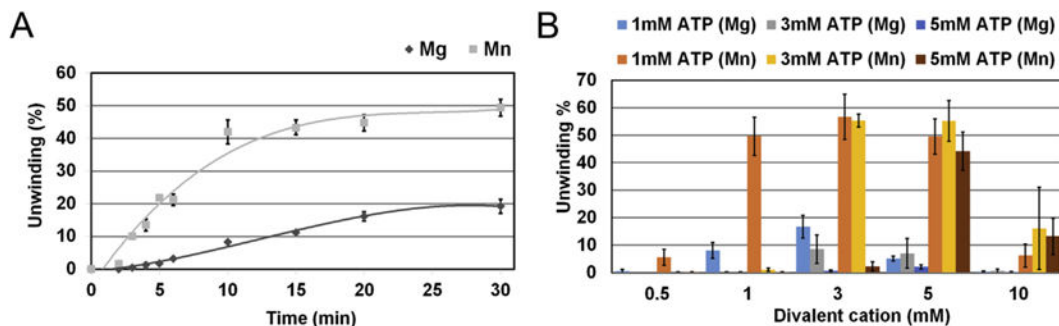 A
Mg Mn
60
50
40
30
20
10
0
Unwinding (%)
0 5 10 15 20 25 30
Time (min)
B
1mM ATP (Mg) 3mM ATP (Mg) 5mM ATP (Mg)
1mM ATP (Mn) 3mM ATP (Mn) 5mM ATP (Mn)
70
60
50
40
30
20
10
0
Unwinding %
0.5 1 3 5 10
Divalent cation (mM)